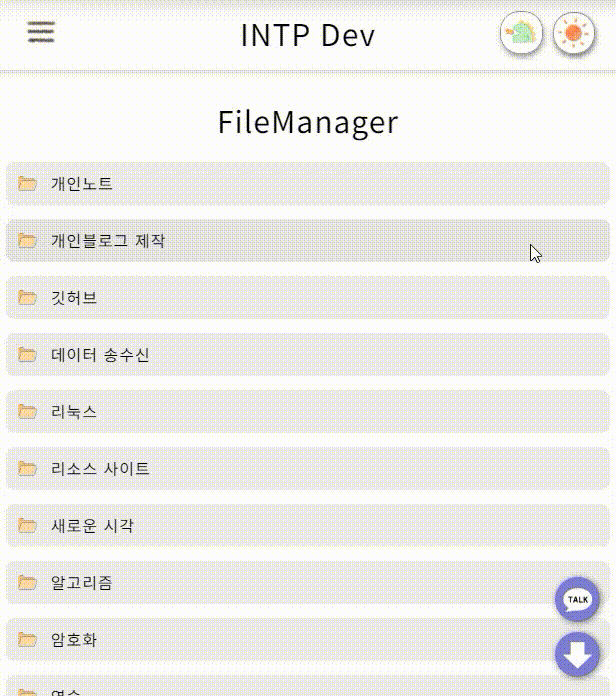 INTP Dev
FileManager
개인노트
개인블로그 제작
깃허브
데이터 송수신
리눅스
리소스 사이트
새로운 시각
알고리즘
암호화
TALK